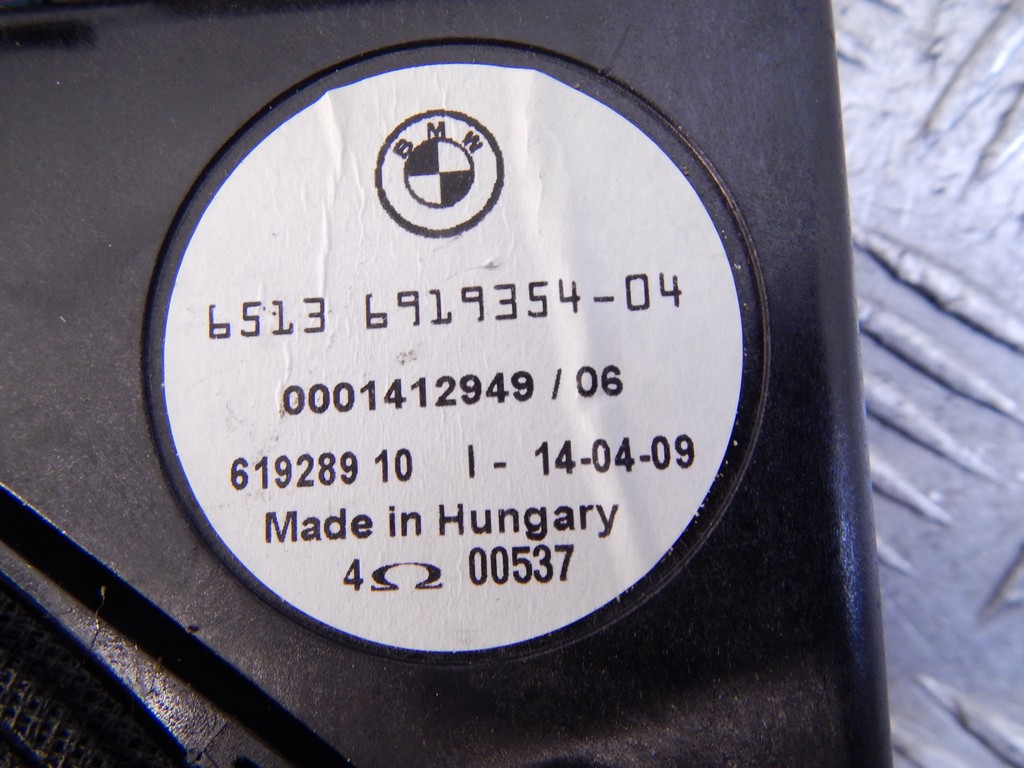 BMW
6513 6919354-04
0001412949 / 06
619289 10 I - 14-04-09
Made in Hungary
4Ω 00537